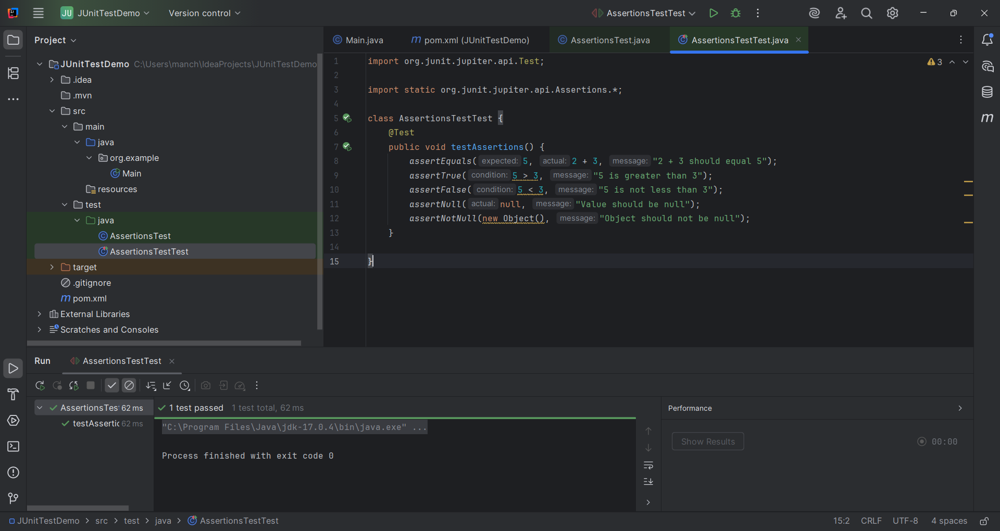 JU JUnitTestDemo Version control AssertionsTestTest
Project
Main.java pom.xml (JUnitTestDemo) AssertionsTest.java AssertionsTestTest.java
JUnitTestDemo C:\Users\manch\IdeaProjects\JUnitTestDemo
.idea
.mvn
src
main
java
org.example
Main
resources
test
java
AssertionsTest
AssertionsTestTest
target
.gitignore
pom.xml
External Libraries
Scratches and Consoles
3
1 import org.junit.jupiter.api.Test;
2
3 import static org.junit.jupiter.api.Assertions.*;
4
5 class AssertionsTestTest {
6 @Test
7 public void testAssertions() {
8 assertEquals( expected: 5, actual: 2 + 3, message: "2 + 3 should equal 5");
9 assertTrue( condition: 5 > 3, message: "5 is greater than 3");
10 assertFalse( condition: 5 < 3, message: "5 is not less than 3");
11 assertNull( actual: null, message: "Value should be null");
12 assertNotNull(new Object(), message: "Object should not be null");
13 }
14
15 }
Run AssertionsTestTest
AssertionsTes 62 ms
testAssertic 62 ms
1 test passed 1 test total, 62 ms
"C:\Program Files\Java\jdk-17.0.4\bin\java.exe" ...
Process finished with exit code 0
Performance
Show Results 00:00
JUnitTestDemo > src > test > java > AssertionsTestTest
15:2 CRLF UTF-8 4 spaces